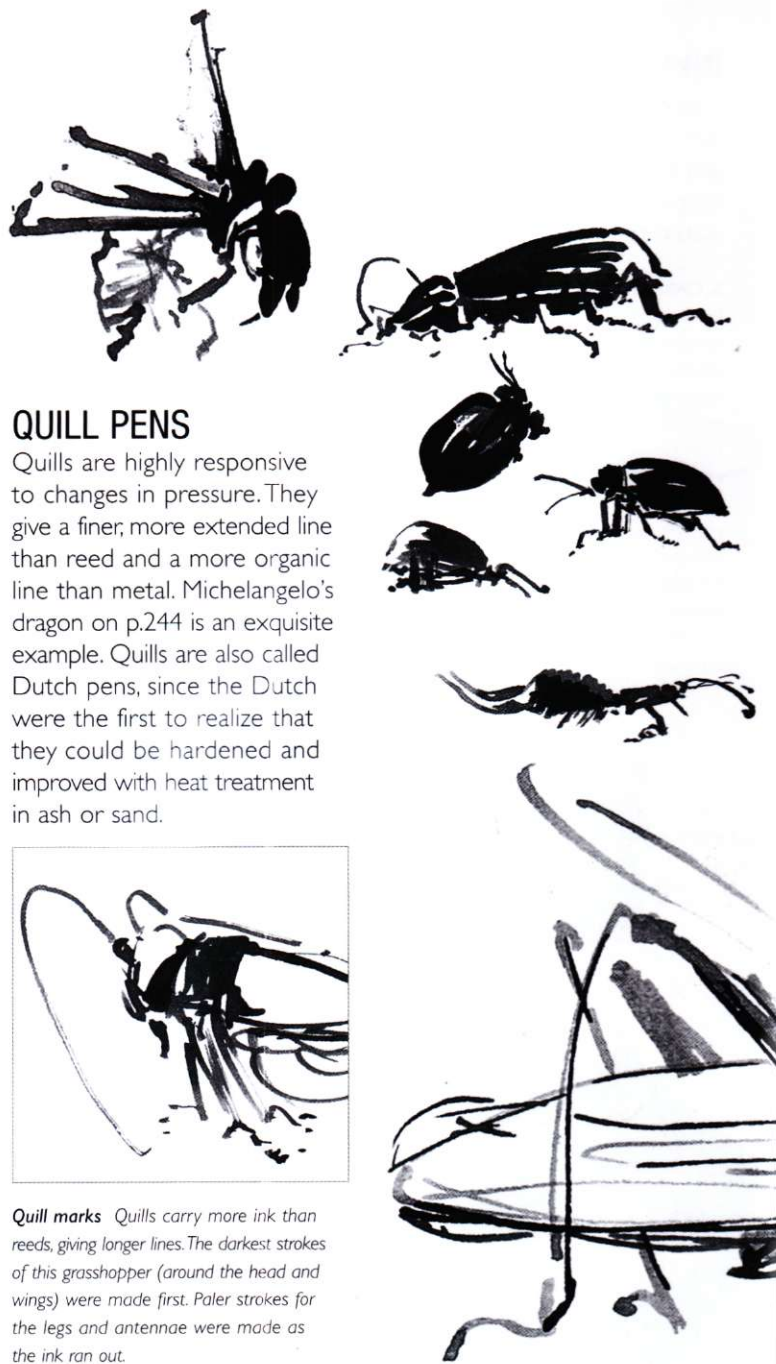 QUILL PENS
Quills are highly responsive
to changes in pressure. They
give a finer, more extended line
than reed and a more organic
line than metal. Michelangelo's
dragon on p.244 is an exquisite
example. Quills are also called
Dutch pens, since the Dutch
were the first to realize that
they could be hardened and
improved with heat treatment
in ash or sand.
Quill marks Quills carry more ink than
reeds, giving longer lines. The darkest strokes
of this grasshopper (around the head and
wings) were made first. Paler strokes for
the legs and antennae were made as
the ink ran out.